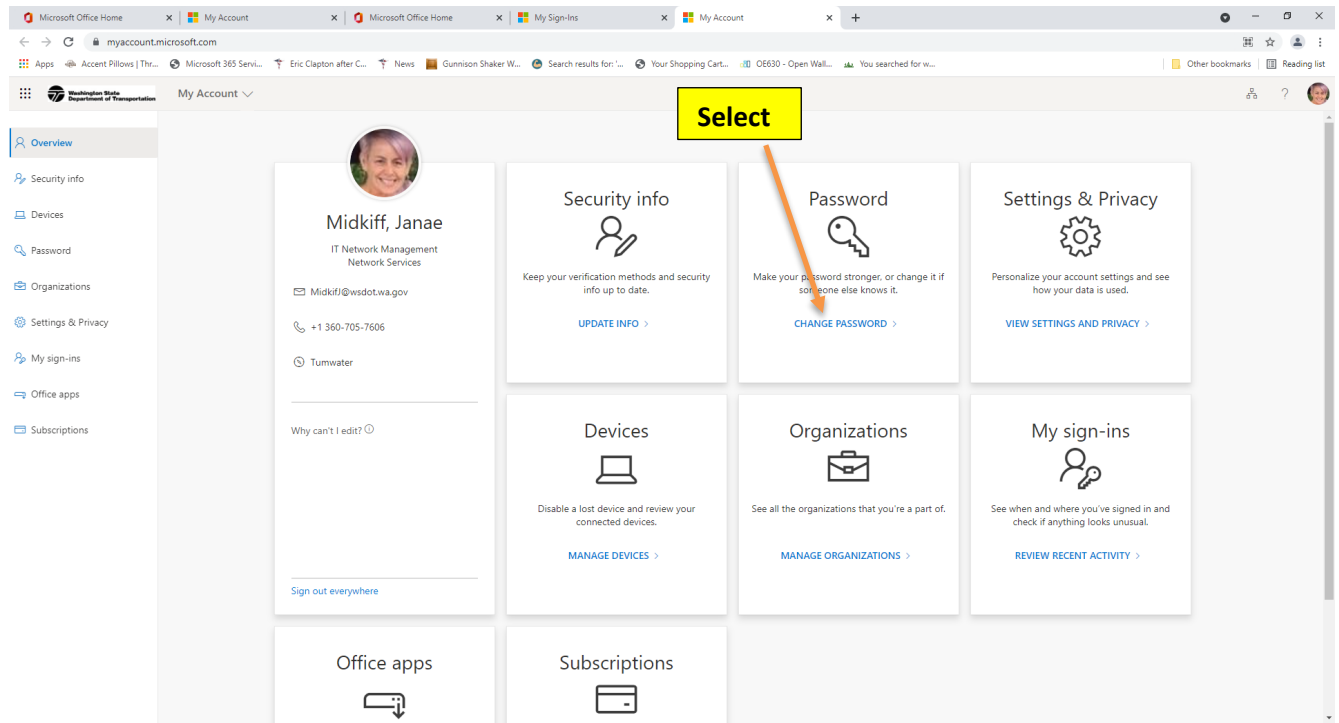 Microsoft Office Home
My Account
Microsoft Office Home
My Sign-Ins
My Account
myaccount.microsoft.com
Apps
Accent Pillows | Thr...
Microsoft 365 Servi...
Eric Clapton after C...
News
Gunnison Shaker W...
Search results for: '...
Your Shopping Cart...
OE630 - Open Wall...
You searched for w...
Other bookmarks
Reading list
Washington State
Department of Transportation
My Account
?
Select
Overview
Security info
Devices
Password
Organizations
Settings & Privacy
My sign-ins
Office apps
Subscriptions
Midkiff, Janae
IT Network Management
Network Services
MidkifJ@wsdot.wa.gov
+1 360-705-7606
Tumwater
Why can't I edit?
Sign out everywhere
Security info
Keep your verification methods and security
info up to date.
UPDATE INFO >
Password
Make your password stronger, or change it if
someone else knows it.
CHANGE PASSWORD >
Settings & Privacy
Personalize your account settings and see
how your data is used.
VIEW SETTINGS AND PRIVACY >
Devices
Disable a lost device and review your
connected devices.
MANAGE DEVICES >
Organizations
See all the organizations that you're a part of.
MANAGE ORGANIZATIONS >
My sign-ins
See when and where you've signed in and
check if anything looks unusual.
REVIEW RECENT ACTIVITY >
Office apps
Subscriptions